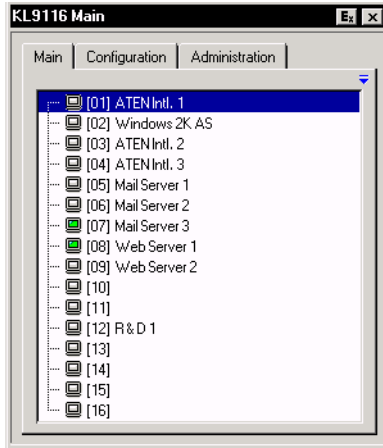 KL9116 Main
Ex x
Main Configuration Administration
[01] ATEN Intl. 1
[02] Windows 2K AS
[03] ATEN Intl. 2
[04] ATEN Intl. 3
[05] Mail Server 1
[06] Mail Server 2
[07] Mail Server 3
[08] Web Server 1
[09] Web Server 2
[10]
[11]
[12] R & D 1
[13]
[14]
[15]
[16]